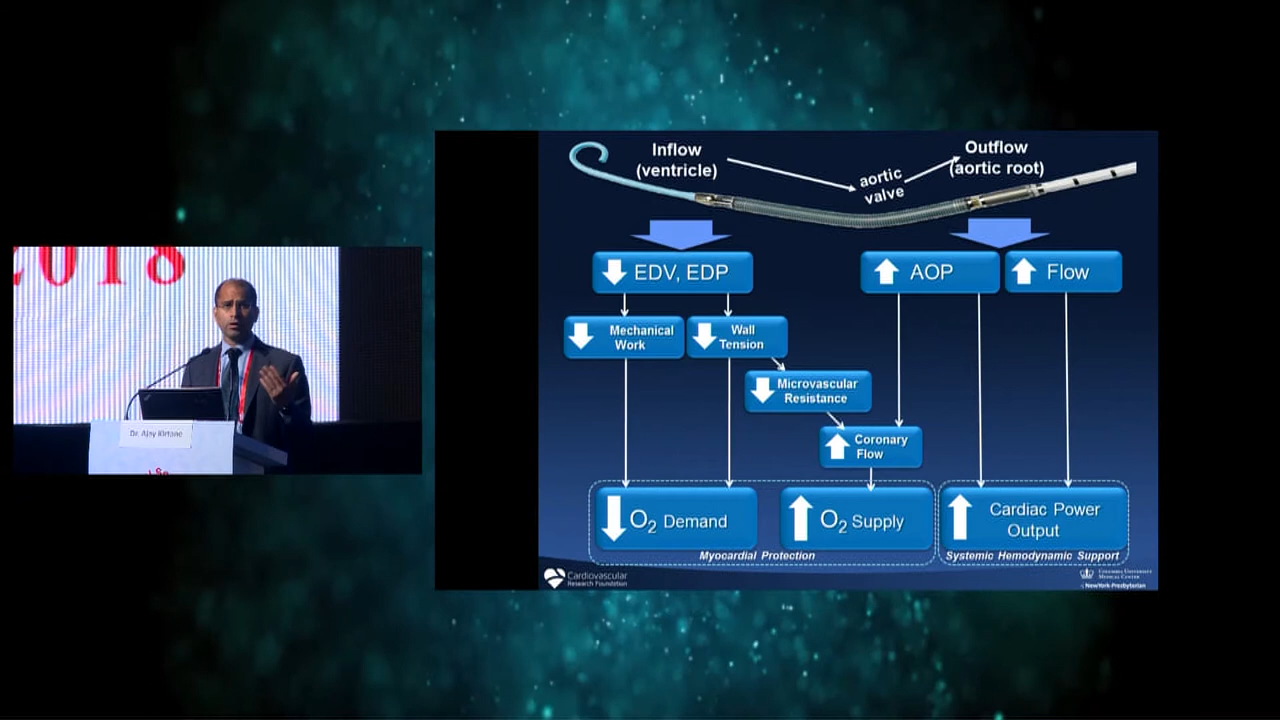 2018
Dr. Ajay Kirtane
Inflow
(ventricle)
aortic
valve
Outflow
(aortic root)
EDV, EDP
AOP
Flow
Mechanical
Work
Wall
Tension
Microvascular
Resistance
Coronary
Flow
O2 Demand
O2 Supply
Cardiac Power
Output
Myocardial Protection
Systemic Hemodynamic Support
Cardiovascular
Research Foundation
COLUMBIA UNIVERSITY
MEDICAL CENTER
NewYork-Presbyterian